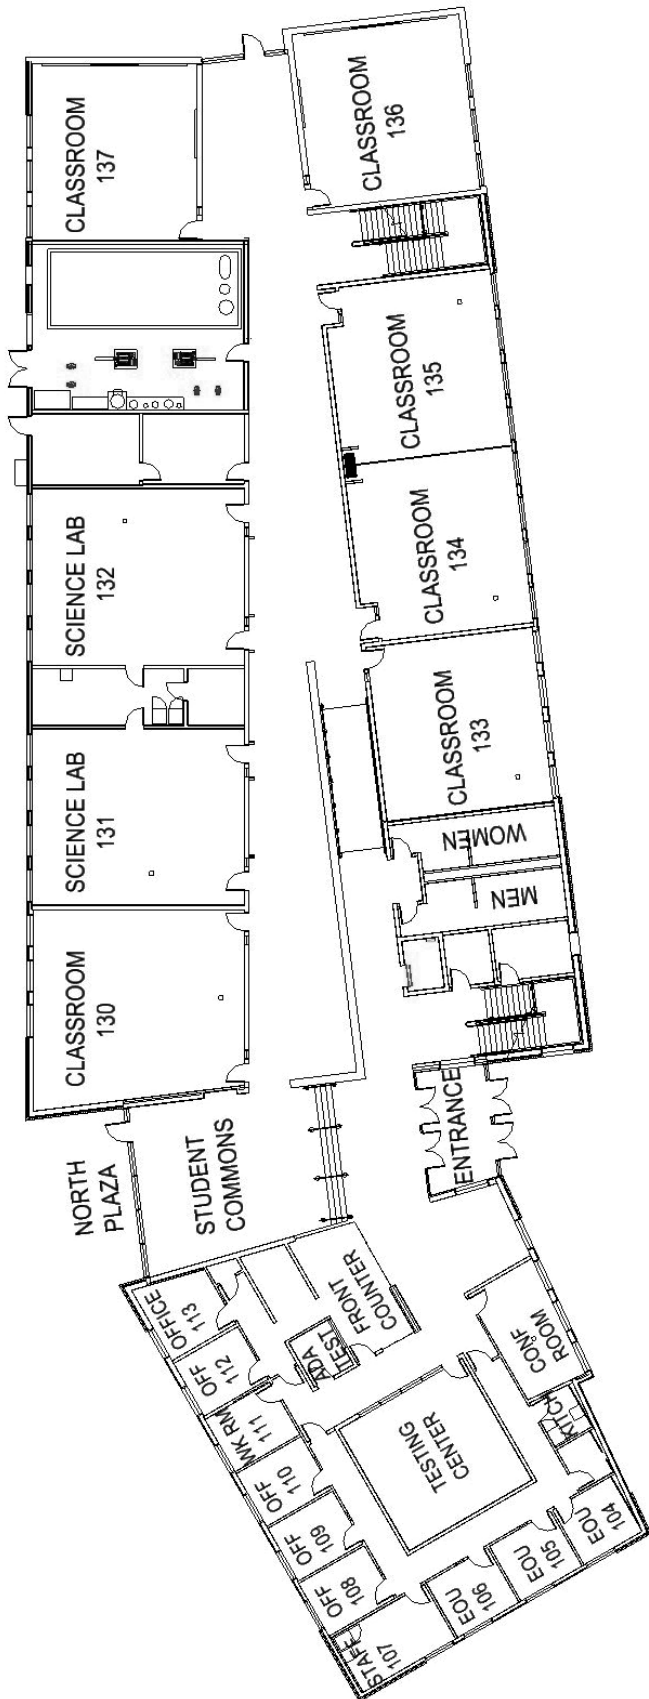 CLASSROOM
136
CLASSROOM
137
CLASSROOM
135
CLASSROOM
134
SCIENCE LAB
132
CLASSROOM
133
SCIENCE LAB
131
WOMEN
MEN
CLASSROOM
130
ENTRANCE
NORTH
PLAZA
STUDENT
COMMONS
OFFICE
113
FRONT
COUNTER
ADA
TEST
OFF
112
CONF
ROOM
WK RM
111
KITCH
TESTING
CENTER
OFF
110
OFF
109
OFF
108
EOU
104
EOU
105
EOU
106
STAFF
107